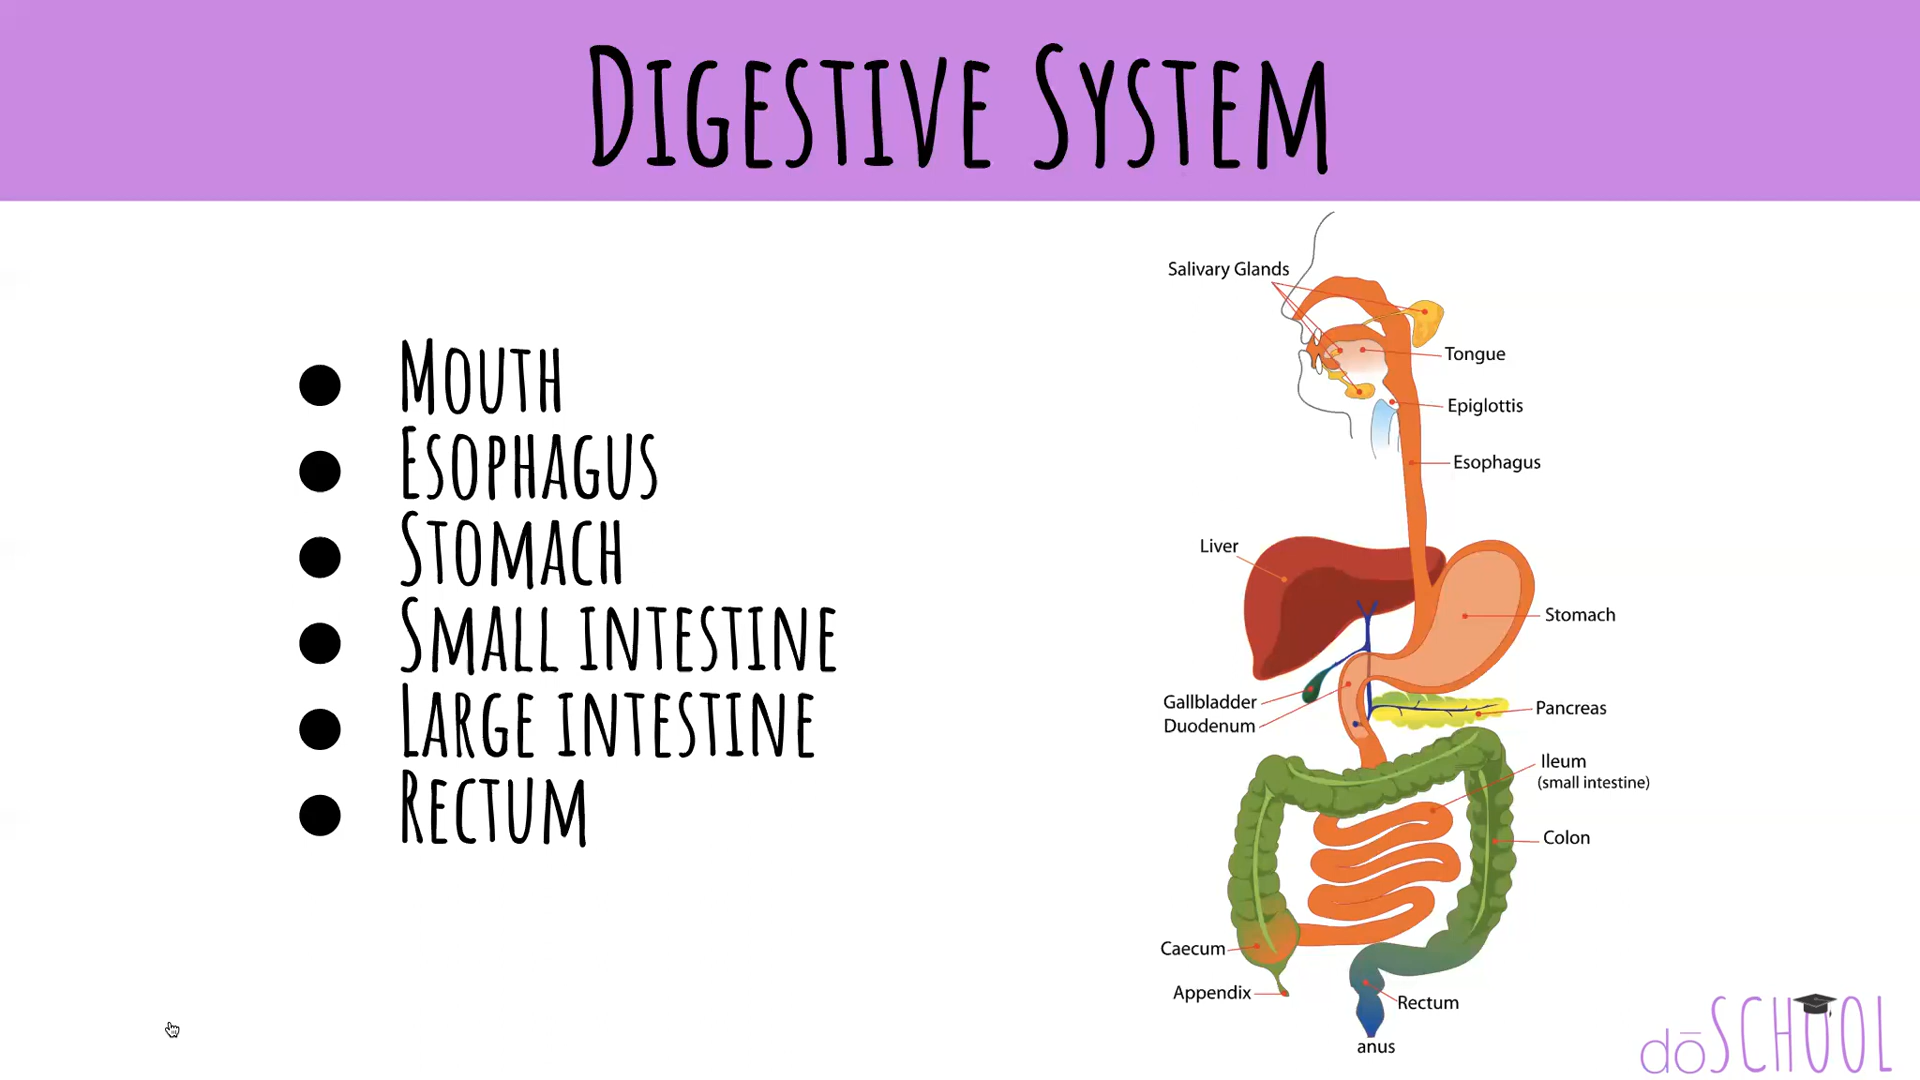 Digestive System
Mouth
Esophagus
Stomach
Small intestine
Large intestine
Rectum
Salivary Glands
Tongue
Epiglottis
Esophagus
Liver
Stomach
Gallbladder
Duodenum
Pancreas
Ileum
(small intestine)
Colon
Caecum
Appendix
Rectum
anus
dōSCHOOL